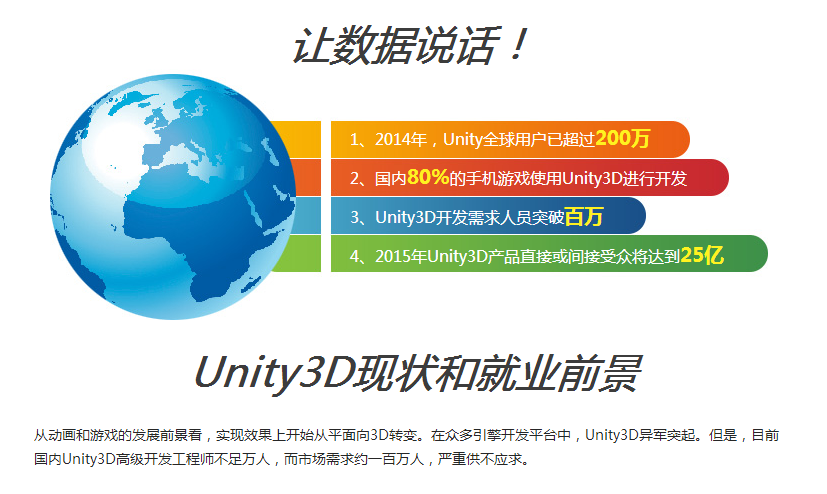 让数据说话！
1、2014年，Unity全球用户已超过200万
2、国内80%的手机游戏使用Unity3D进行开发
3、Unity3D开发需求人员突破百万
4、2015年Unity3D产品直接或间接受众将达到25亿
Unity3D现状和就业前景
从动画和游戏的发展前景看，实现效果上开始从平面向3D转变。在众多引擎开发平台中，Unity3D异军突起。但是，目前
国内Unity3D高级开发工程师不足万人，而市场需求约一百万人，严重供不应求。